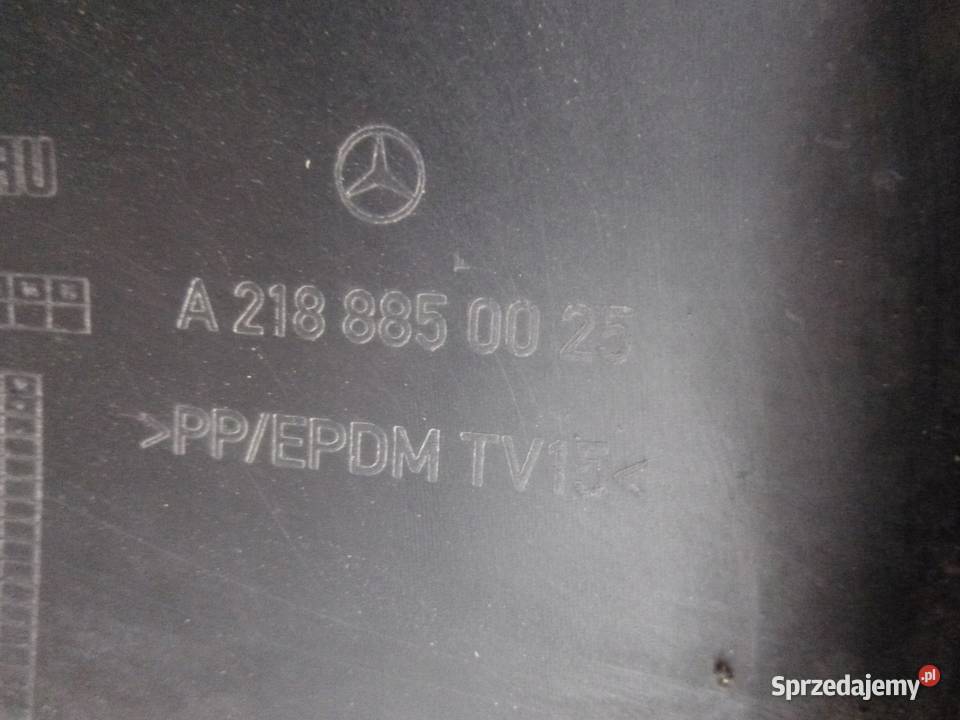 A 218 885 00 25
>PP/EPDM TV15<
Sprzedajemy.pl